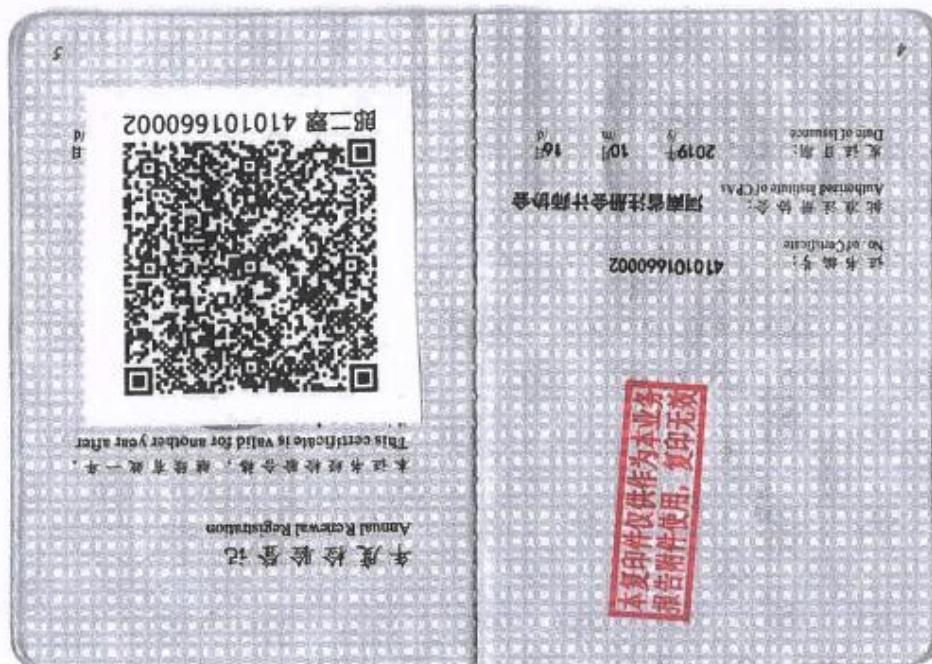 4
证书编号:
No. of Certificate
410101660002
批准注册协会:
Authorized Institute of CPAs
河南省注册会计师协会
发证日期:
Date of Issuance
2019年 10月 16日
/y /m /d
本复印件仅供作为本业务
报告附件使用，复印无效
5
年度检验登记
Annual Renewal Registration
本证书经检验合格，继续有效一年。
This certificate is valid for another year after
郎二翠 410101660002
日
/d